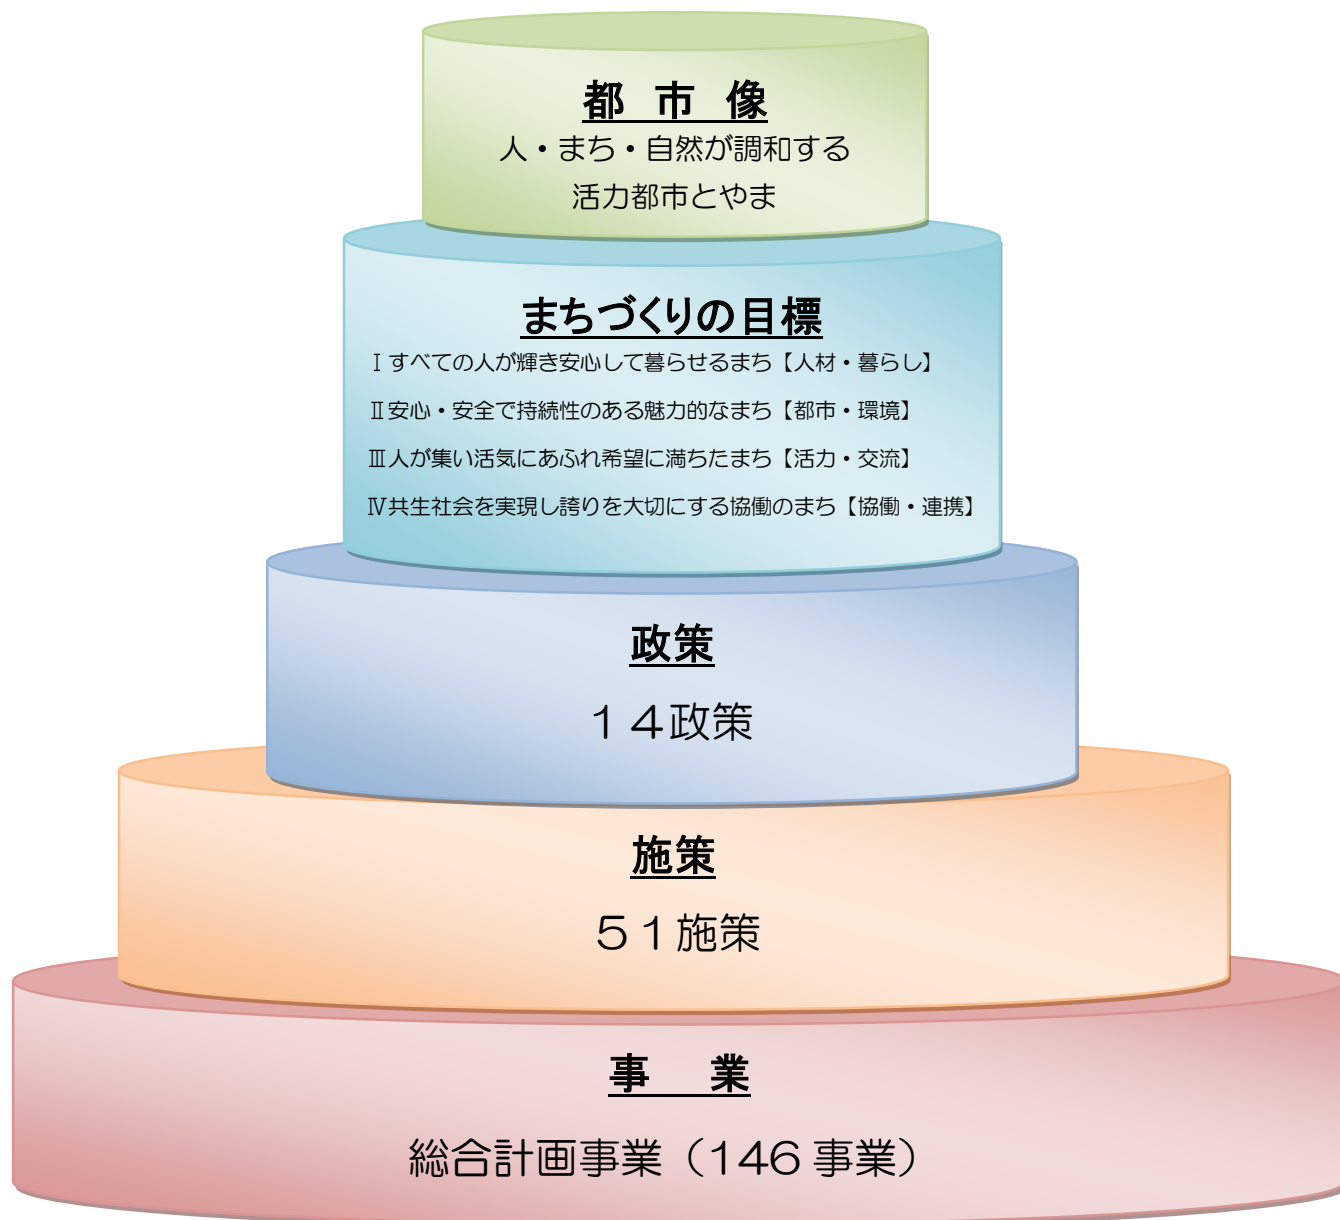 都 市 像
人・まち・自然が調和する
活力都市とやま
まちづくりの目標
Ⅰすべての人が輝き安心して暮らせるまち【人材・暮らし】
Ⅱ安心・安全で持続性のある魅力的なまち【都市・環境】
Ⅲ人が集い活気にあふれ希望に満ちたまち【活力・交流】
Ⅳ共生社会を実現し誇りを大切にする協働のまち【協働・連携】
政策
１４政策
施策
５１施策
事 業
総合計画事業（146 事業）